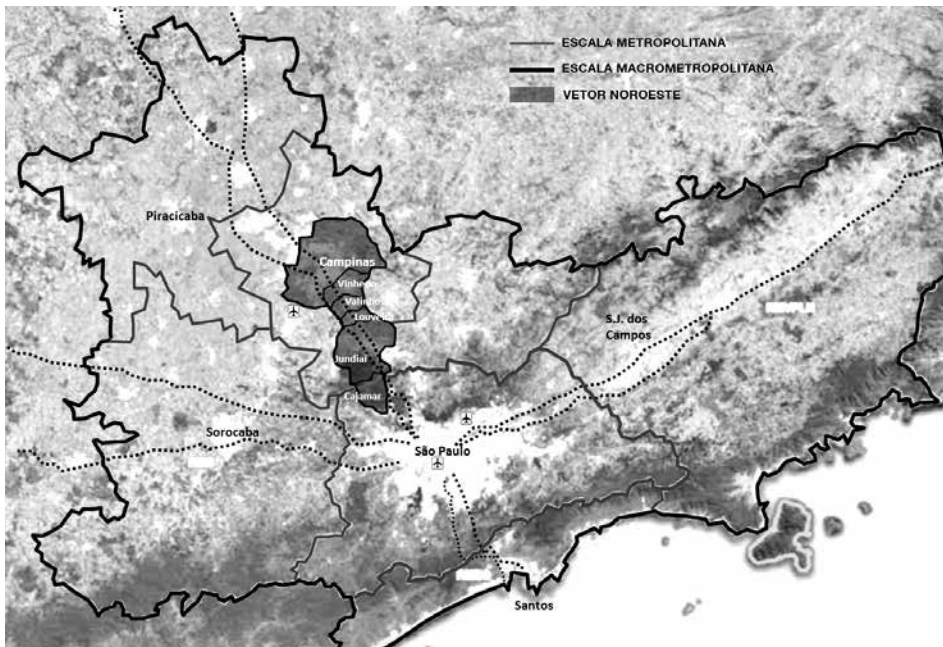 ESCALA METROPOLITANA
ESCALA MACROMETROPOLITANA
VETOR NOROESTE
Piracicaba
Campinas
Vinhedo
Valinhos
Louveira
S.J. dos
Campos
Jundiaí
Cajamar
Sorocaba
São Paulo
Santos